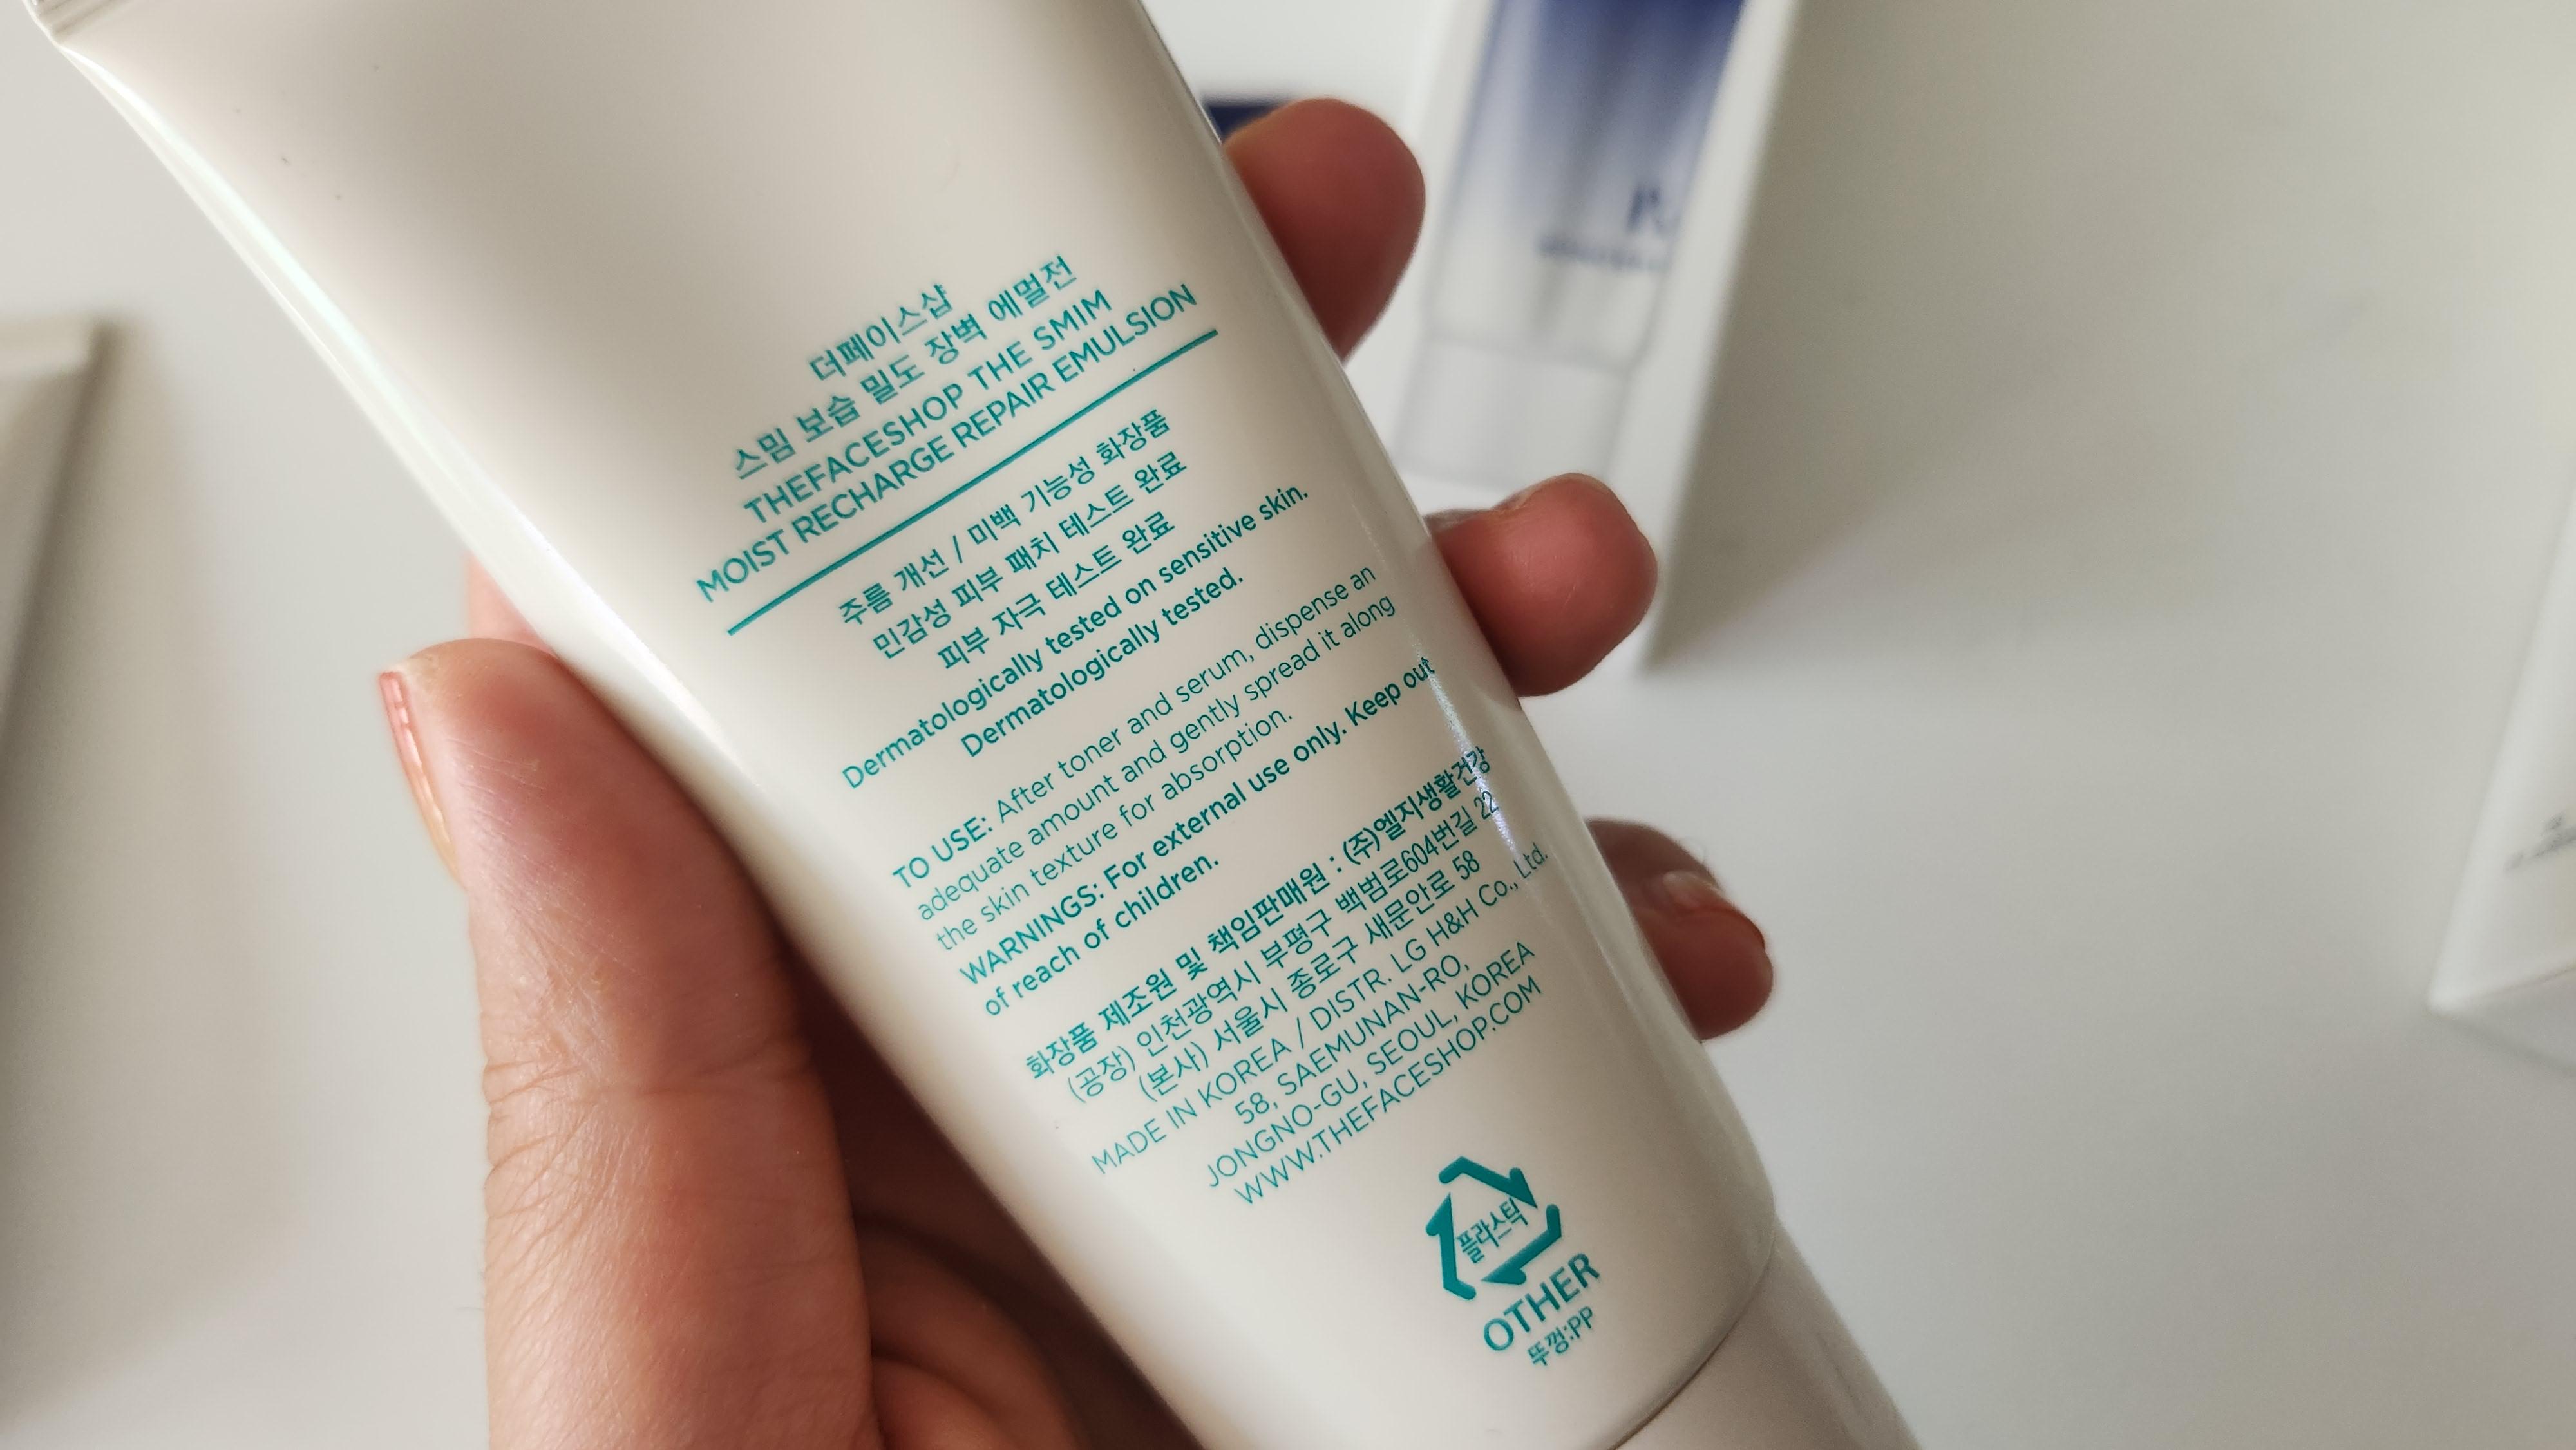 더페이스샵
스밈 보습 밀도 장벽 에멀전
THEFACESHOP THE SMIM
MOIST RECHARGE REPAIR EMULSION
주름 개선 / 미백 기능성 화장품
민감성 피부 패치 테스트 완료
피부 자극 테스트 완료
Dermatologically tested on sensitive skin.
Dermatologically tested.
TO USE: After toner and serum, dispense an
adequate amount and gently spread it along
the skin texture for absorption.
WARNINGS: For external use only. Keep out
of reach of children.
화장품 제조원 및 책임판매원 : (주)엘지생활건강
(공장) 인천광역시 부평구 백범로604번길 22
(본사) 서울시 종로구 새문안로 58
MADE IN KOREA / DISTR. LG H&H Co., Ltd.
58, SAEMUNAN-RO,
JONGNO-GU, SEOUL, KOREA
WWW.THEFACESHOP.COM
플라스틱
OTHER
뚜껑:PP